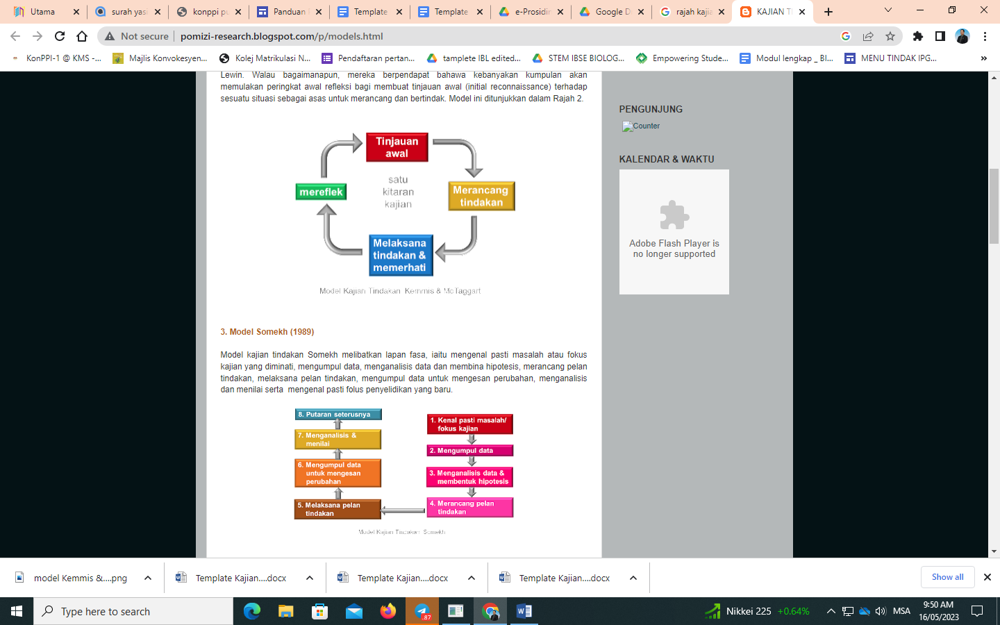 Utama
surah yasi
konppi pu
Panduan
Template
Template
e-Prosidin
Google D
rajah kajia
KAJIAN T
Not secure
pomizi-research.blogspot.com/p/models.html
KonPPI-1 @ KMS -...
Majlis Konvokesyen...
Kolej Matrikulasi N...
Pendaftaran pertan...
tamplete IBL edited...
STEM IBSE BIOLOG...
Empowering Stude...
Modul lengkap _ BI...
MENU TINDAK IPG...
»
Lewin. Walau bagaimanapun, mereka berpendapat bahawa kebanyakan kumpulan akan
memulakan peringkat awal refleksi bagi membuat tinjauan awal (initial reconnaissance) terhadap
sesuatu situasi sebagai asas untuk merancang dan bertindak. Model ini ditunjukkan dalam Rajah 2.
Tinjauan
awal
satu
kitaran
kajian
mereflek
Merancang
tindakan
Melaksana
tindakan &
memerhati
Model Kajian Tindakan Kemmis & McTaggart
3. Model Somekh (1989)
Model kajian tindakan Somekh melibatkan lapan fasa, iaitu mengenal pasti masalah atau fokus
kajian yang diminati, mengumpul data, menganalisis data dan membina hipotesis, merancang pelan
tindakan, melaksana pelan tindakan, mengumpul data untuk mengesan perubahan, menganalisis
dan menilai serta mengenal pasti folus penyelidikan yang baru.
8. Putaran seterusnya
7. Menganalisis &
menilai
6. Mengumpul data
untuk mengesan
perubahan
5. Melaksana pelan
tindakan
1. Kenal pasti masalah/
fokus kajian
2. Mengumpul data
3. Menganalisis data &
membentuk hipotesis
4. Merancang pelan
tindakan
Model Kajian Tindakan Somekh
PENGUNJUNG
Counter
KALENDAR & WAKTU
Adobe Flash Player is
no longer supported
model Kemmis &....png
Template Kajian....docx
Template Kajian....docx
Template Kajian....docx
Show all
Type here to search
.87
Nikkei 225 +0.64%
MSA
9:50 AM
16/05/2023